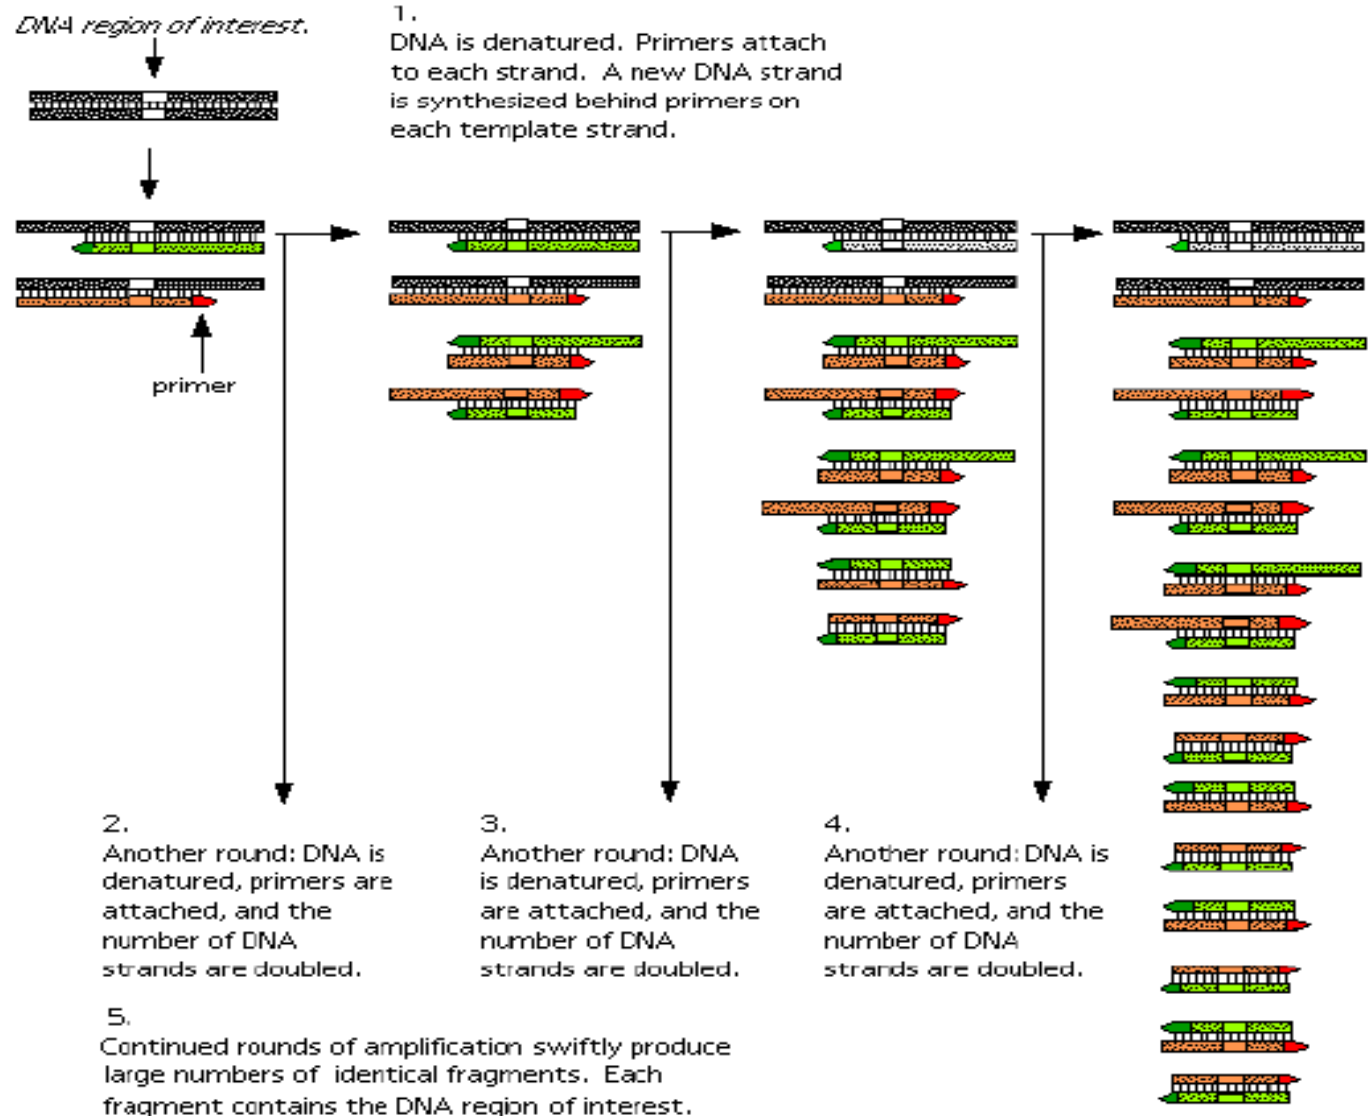 DNA region of interest.
1.
DNA is denatured. Primers attach
to each strand. A new DNA strand
is synthesized behind primers on
each template strand.
primer
2.
Another round: DNA is
denatured, primers are
attached, and the
number of DNA
strands are doubled.
3.
Another round: DNA
is denatured, primers
are attached, and the
number of DNA
strands are doubled.
4.
Another round: DNA is
denatured, primers
are attached, and the
number of DNA
strands are doubled.
5.
Continued rounds of amplification swiftly produce
large numbers of identical fragments. Each
fragment contains the DNA region of interest.